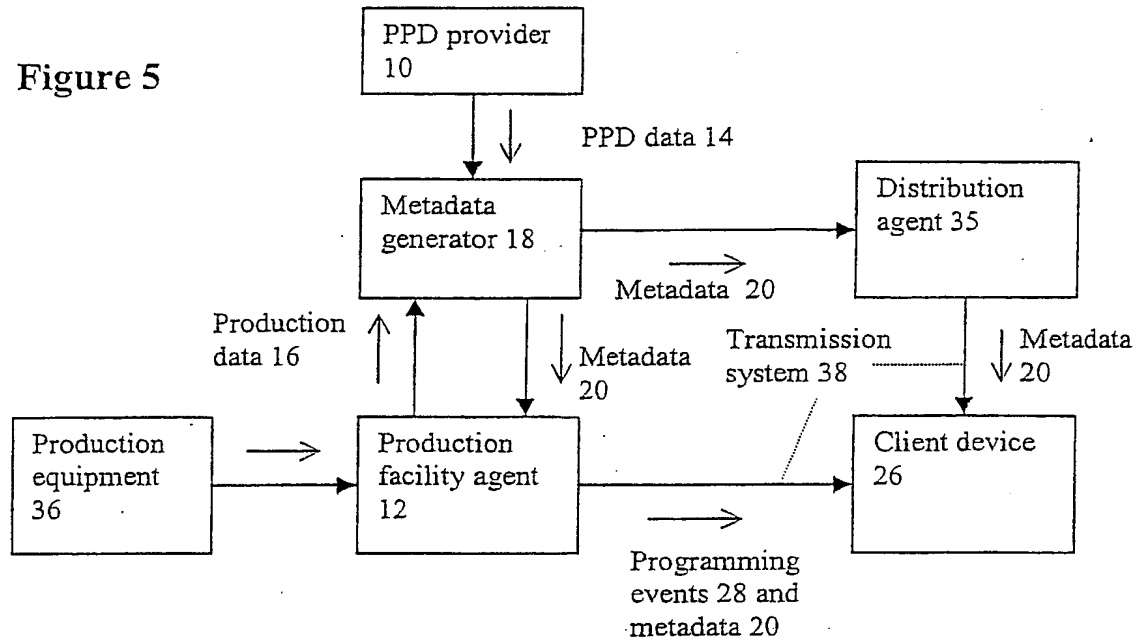 Figure 5
PPD provider
10
PPD data 14
Metadata
generator 18
Distribution
agent 35
Metadata 20
Production
data 16
Metadata
20
Transmission
system 38
Metadata
20
Production
equipment
36
Production
facility agent
12
Client device
26
Programming
events 28 and
metadata 20